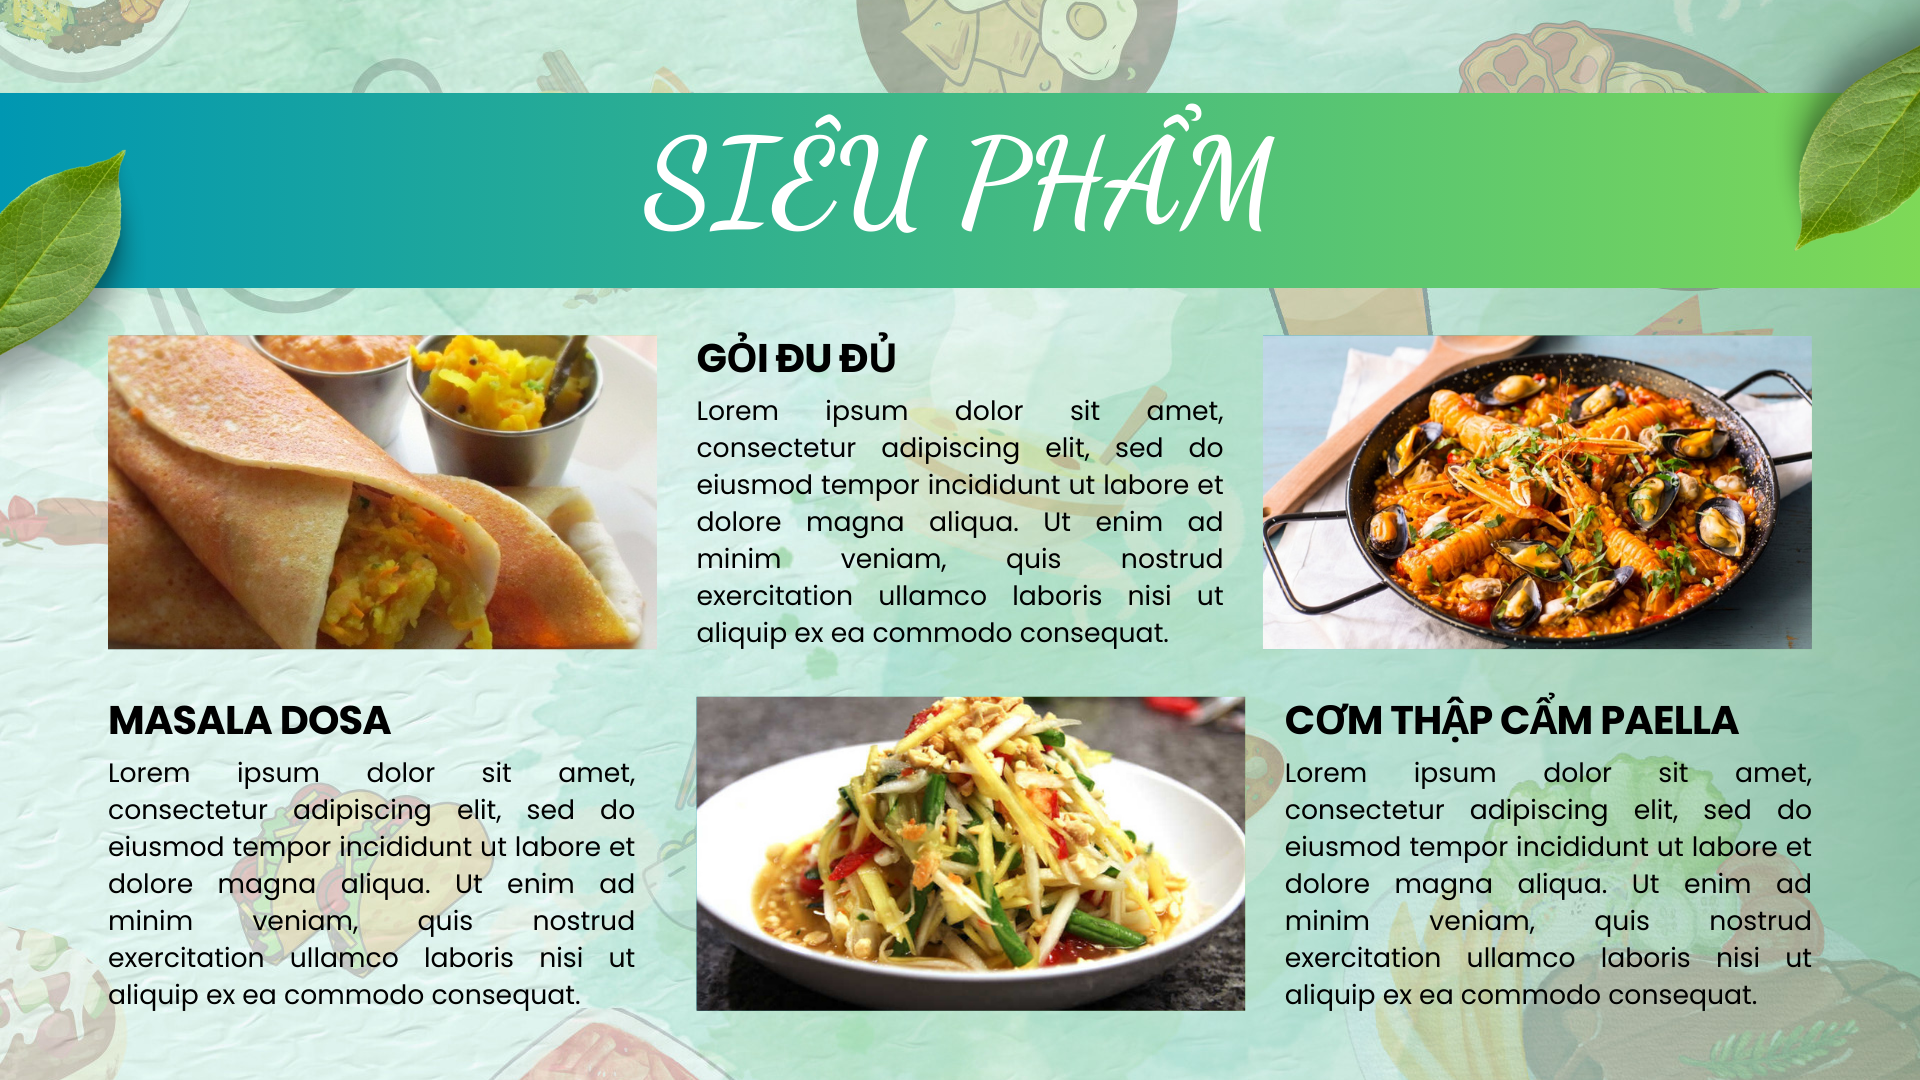 SIÊU PHẨM
GỎI ĐU ĐỦ
Lorem ipsum dolor sit amet,
consectetur adipiscing elit, sed do
eiusmod tempor incididunt ut labore et
dolore magna aliqua. Ut enim ad
minim veniam, quis nostrud
exercitation ullamco laboris nisi ut
aliquip ex ea commodo consequat.
MASALA DOSA
Lorem ipsum dolor sit amet,
consectetur adipiscing elit, sed do
eiusmod tempor incididunt ut labore et
dolore magna aliqua. Ut enim ad
minim veniam, quis nostrud
exercitation ullamco laboris nisi ut
aliquip ex ea commodo consequat.
CƠM THẬP CẨM PAELLA
Lorem ipsum dolor sit amet,
consectetur adipiscing elit, sed do
eiusmod tempor incididunt ut labore et
dolore magna aliqua. Ut enim ad
minim veniam, quis nostrud
exercitation ullamco laboris nisi ut
aliquip ex ea commodo consequat.